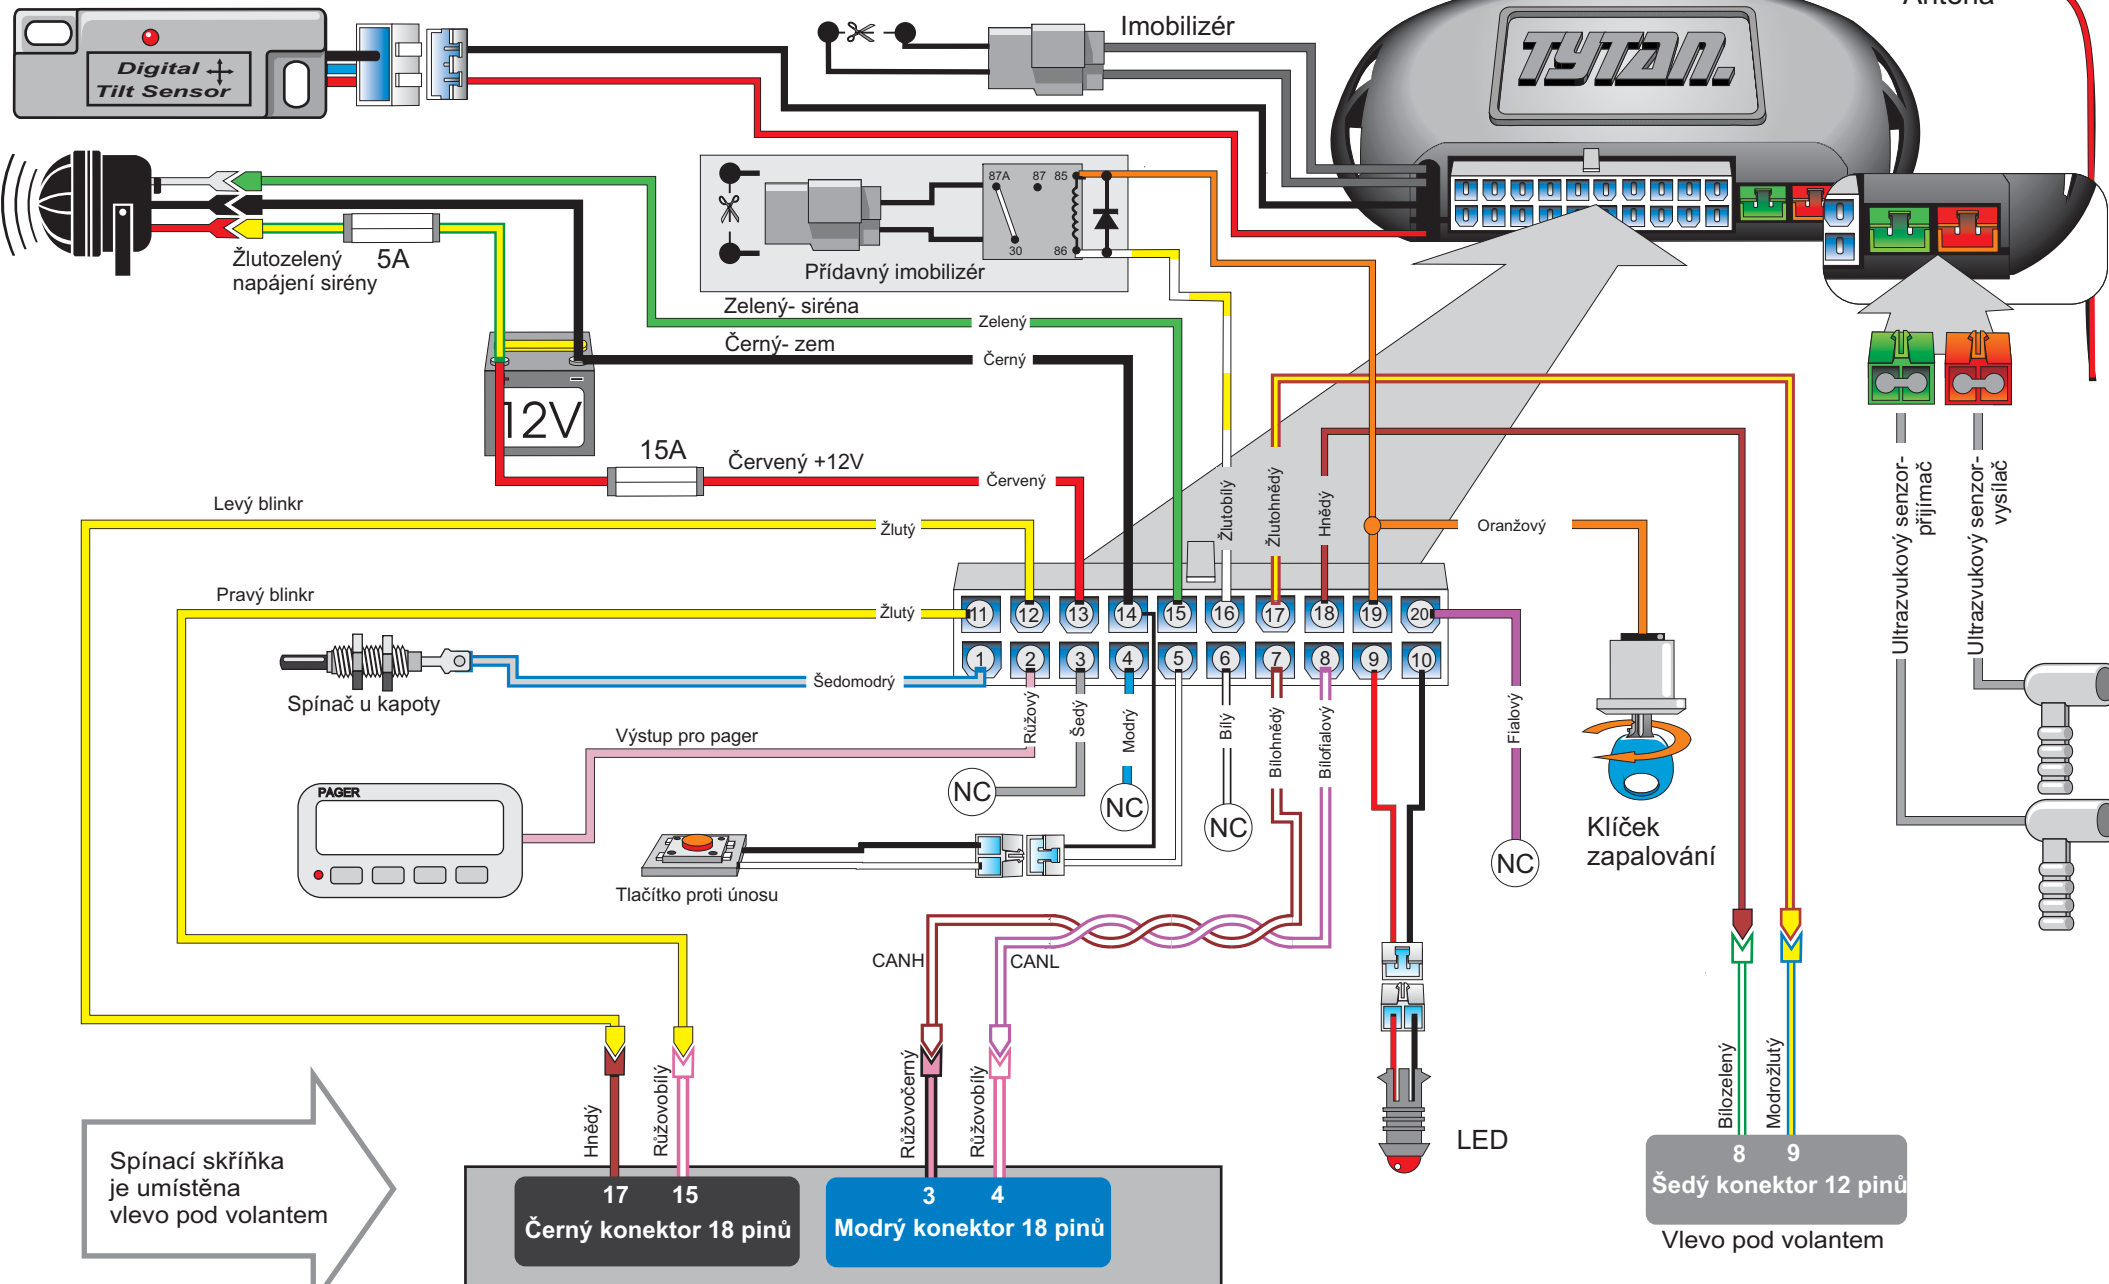 Anténa
Imobilizér
TYTAN.
Digital
Tilt Sensor
87A
87
85
30
86
Přídavný imobilizér
Žlutozelený
napájení sirény
5A
Zelený- siréna
Zelený
Černý- zem
Černý
12V
15A
Červený +12V
Červený
Levý blinkr
Žlutý
Pravý blinkr
Žlutý
Žlutobílý
Žlutohnědý
Hnědý
Oranžový
Ultrazvukový senzor-
přijímač
Ultrazvukový senzor-
vysílač
11
12
13
14
15
16
17
18
19
20
1
2
3
4
5
6
7
8
9
10
Spínač u kapoty
Šedomodrý
Výstup pro pager
Růžový
Šedý
Modrý
Bílý
Bílohnědý
Bílofialový
Fialový
NC
NC
NC
NC
PAGER
Tlačítko proti únosu
Klíček
zapalování
CANH
CANL
Hnědý
Růžovobílý
Růžovočerný
Růžovobílý
LED
Bílozelený
Modrožlutý
Spínací skříňka
je umístěna
vlevo pod volantem
17
15
Černý konektor 18 pinů
3
4
Modrý konektor 18 pinů
8
9
Šedý konektor 12 pinů
Vlevo pod volantem